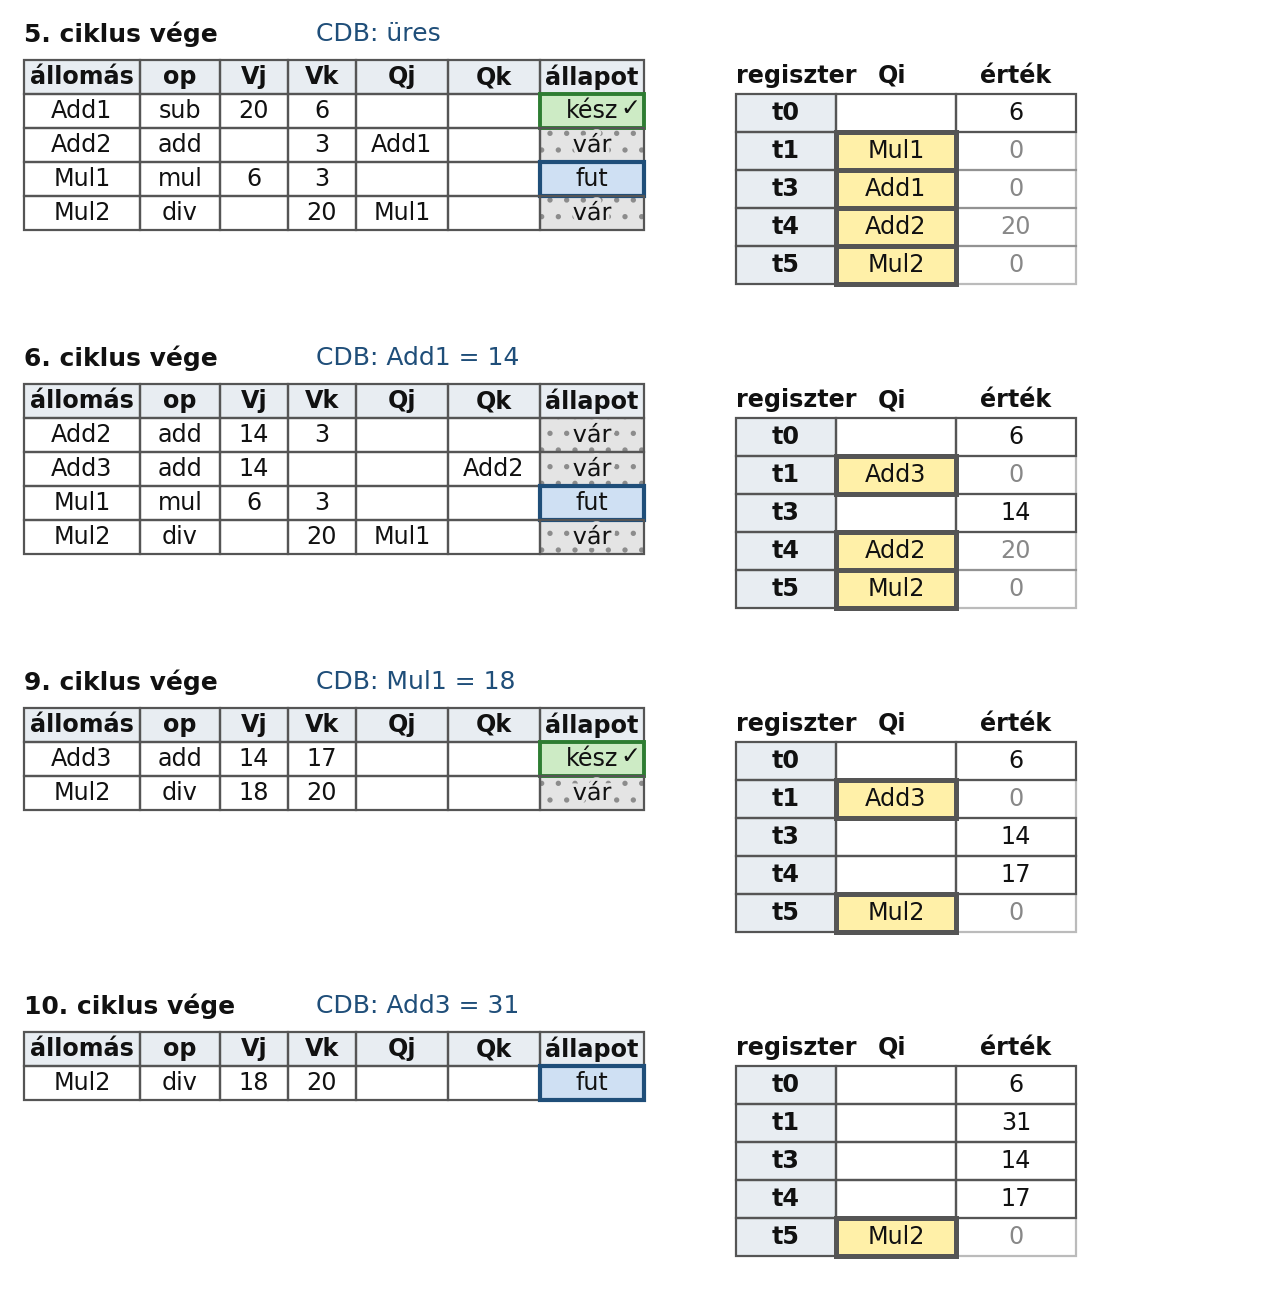 5. ciklus vége CDB: üres
állomás op Vj Vk Qj Qk állapot
Add1 sub 20 6 kész ✓
Add2 add 3 Add1 vár
Mul1 mul 6 3 fut
Mul2 div 20 Mul1 vár
regiszter Qi érték
t0 6
t1 Mul1 0
t3 Add1 0
t4 Add2 20
t5 Mul2 0
6. ciklus vége CDB: Add1 = 14
állomás op Vj Vk Qj Qk állapot
Add2 add 14 3 vár
Add3 add 14 Add2 vár
Mul1 mul 6 3 fut
Mul2 div 20 Mul1 vár
regiszter Qi érték
t0 6
t1 Add3 0
t3 14
t4 Add2 20
t5 Mul2 0
9. ciklus vége CDB: Mul1 = 18
állomás op Vj Vk Qj Qk állapot
Add3 add 14 17 kész ✓
Mul2 div 18 20 vár
regiszter Qi érték
t0 6
t1 Add3 0
t3 14
t4 17
t5 Mul2 0
10. ciklus vége CDB: Add3 = 31
állomás op Vj Vk Qj Qk állapot
Mul2 div 18 20 fut
regiszter Qi érték
t0 6
t1 31
t3 14
t4 17
t5 Mul2 0